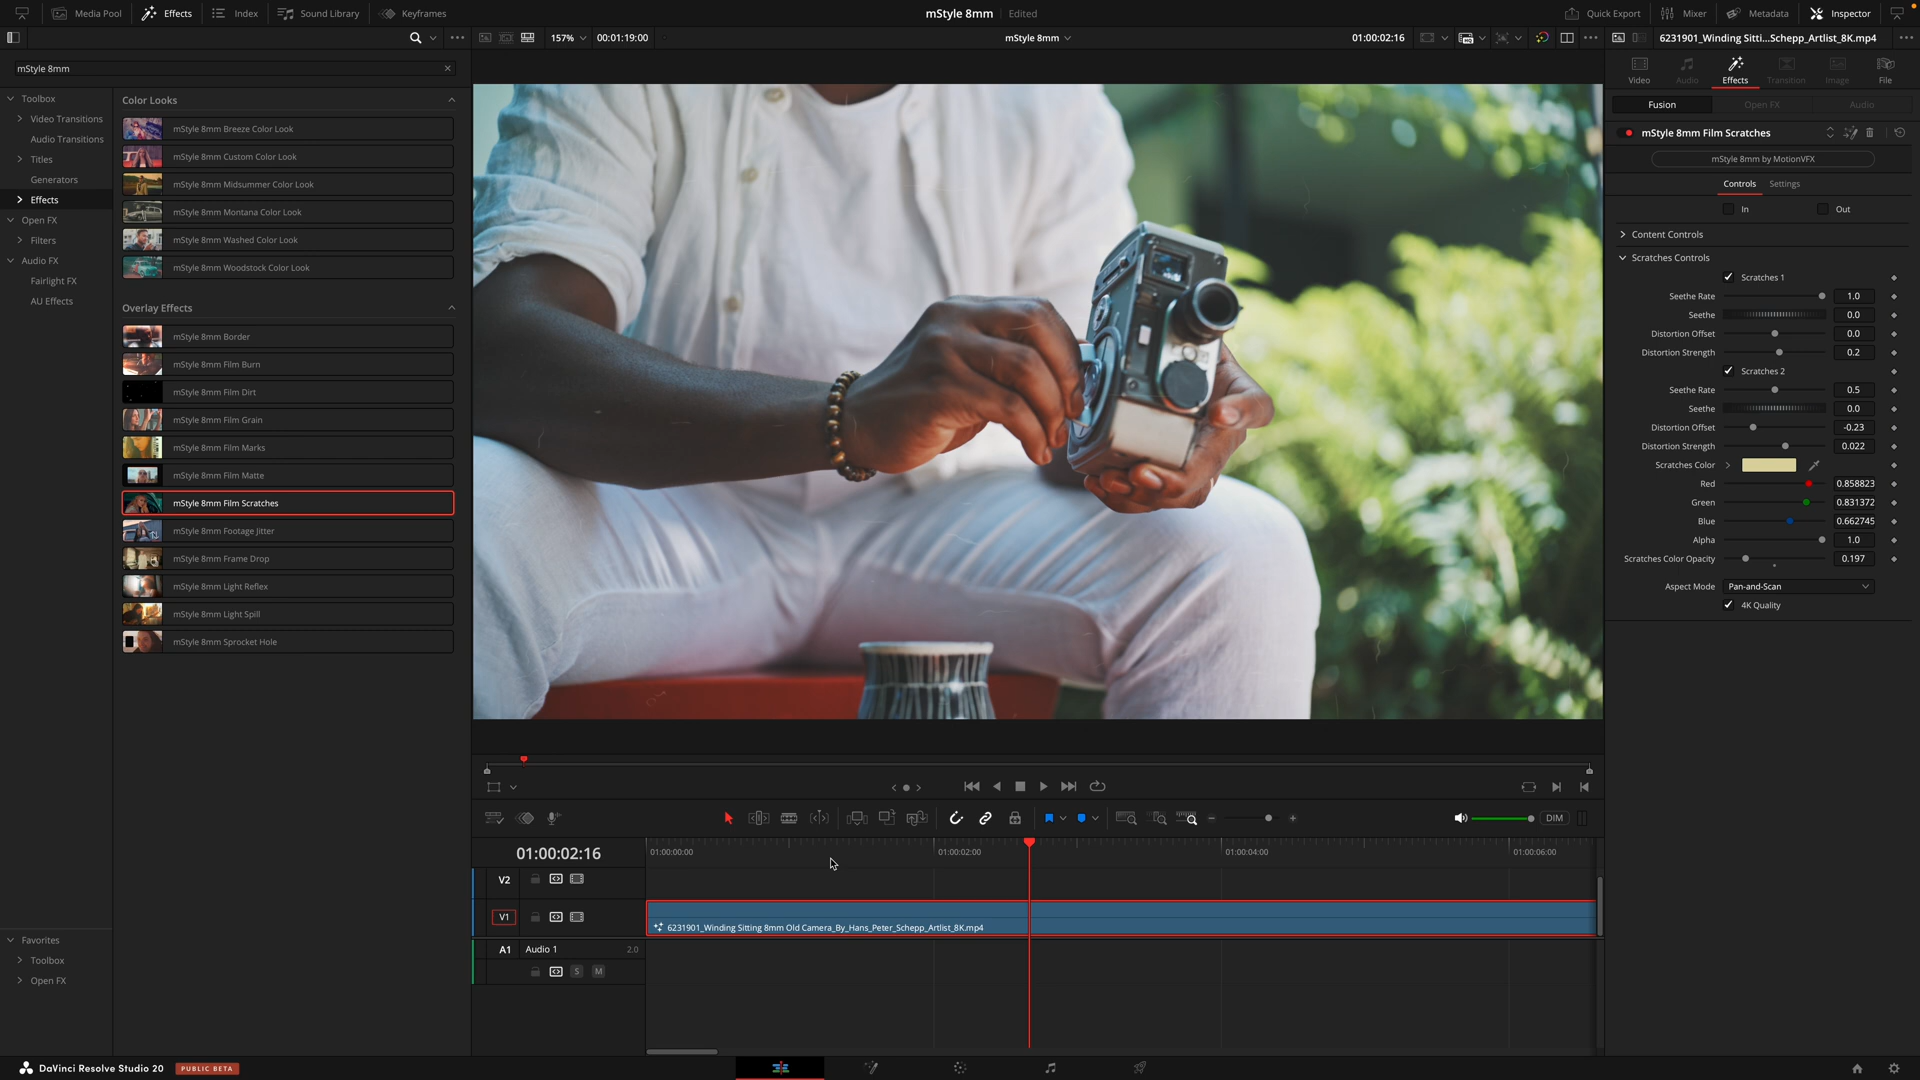 Media Pool
Effects
Index
Sound Library
Keyframes
mStyle 8mm
Edited
Quick Export
Mixer
Metadata
Inspector
157%
00:01:19:00
mStyle 8mm
01:00:02:16
6231901_Winding Sitti...Schepp_Artlist_8K.mp4
mStyle 8mm
Toolbox
Video Transitions
Audio Transitions
Titles
Generators
Effects
Open FX
Filters
Audio FX
Fairlight FX
AU Effects
Favorites
Toolbox
Open FX
Color Looks
mStyle 8mm Breeze Color Look
mStyle 8mm Custom Color Look
mStyle 8mm Midsummer Color Look
mStyle 8mm Montana Color Look
mStyle 8mm Washed Color Look
mStyle 8mm Woodstock Color Look
Overlay Effects
mStyle 8mm Border
mStyle 8mm Film Burn
mStyle 8mm Film Dirt
mStyle 8mm Film Grain
mStyle 8mm Film Marks
mStyle 8mm Film Matte
mStyle 8mm Film Scratches
mStyle 8mm Footage Jitter
mStyle 8mm Frame Drop
mStyle 8mm Light Reflex
mStyle 8mm Light Spill
mStyle 8mm Sprocket Hole
Video
Audio
Effects
Transition
Image
File
Fusion
Open FX
Audio
mStyle 8mm Film Scratches
mStyle 8mm by MotionVFX
Controls
Settings
In
Out
Content Controls
Scratches Controls
Scratches 1
Seethe Rate 1.0
Seethe 0.0
Distortion Offset 0.0
Distortion Strength 0.2
Scratches 2
Seethe Rate 0.5
Seethe 0.0
Distortion Offset -0.23
Distortion Strength 0.022
Scratches Color
Red 0.858823
Green 0.831372
Blue 0.662745
Alpha 1.0
Scratches Color Opacity 0.197
Aspect Mode Pan-and-Scan
4K Quality
DIM
01:00:02:16
01:00:00:00
01:00:02:00
01:00:04:00
01:00:06:00
V2
V1
6231901_Winding Sitting 8mm Old Camera_By_Hans_Peter_Schepp_Artlist_8K.mp4
A1 Audio 1 2.0
S M
DaVinci Resolve Studio 20
PUBLIC BETA